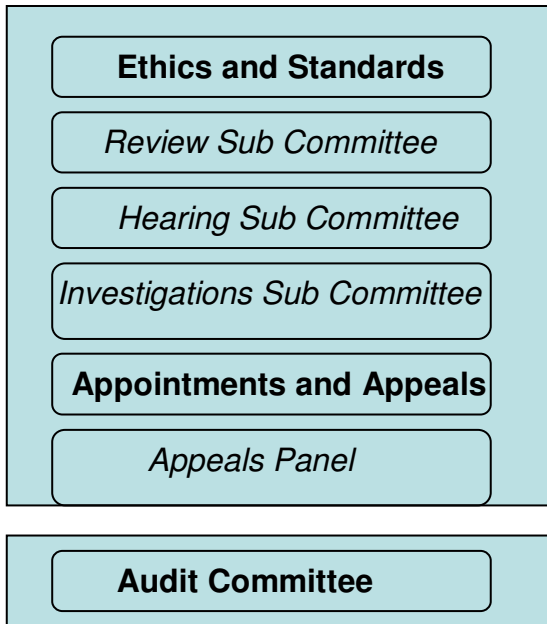 Ethics and Standards
Review Sub Committee
Hearing Sub Committee
Investigations Sub Committee
Appointments and Appeals
Appeals Panel
Audit Committee